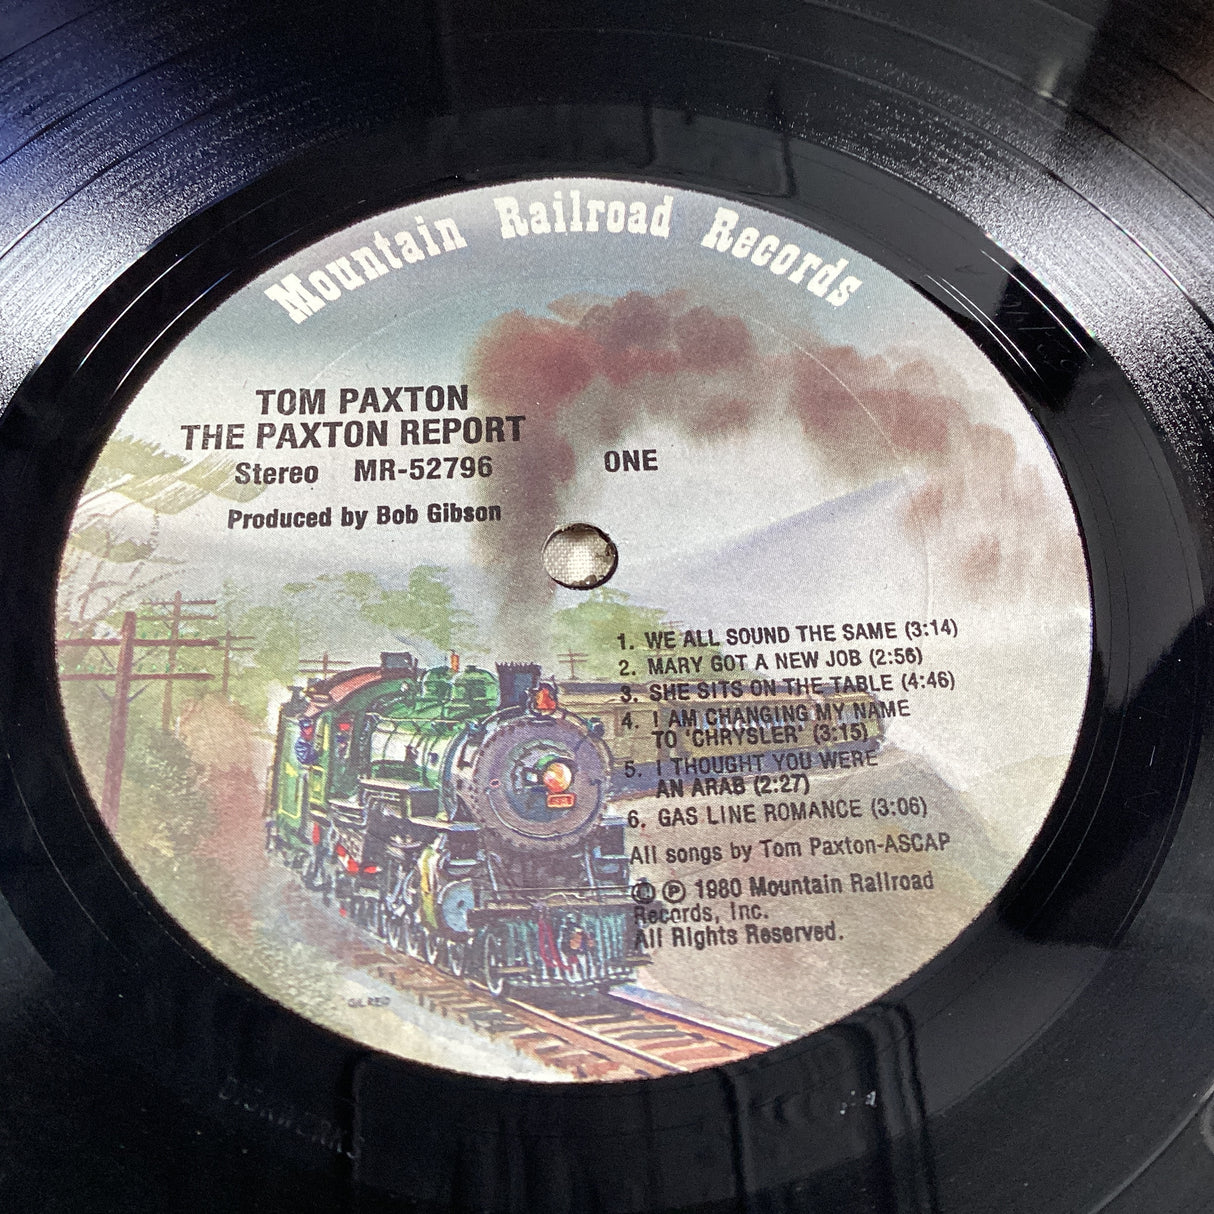 Mountain Railroad Records
TOM PAXTON
THE PAXTON REPORT
Stereo MR-52796
ONE
Produced by Bob Gibson
1. WE ALL SOUND THE SAME (3:14)
2. MARY GOT A NEW JOB (2:56)
3. SHE SITS ON THE TABLE (4:46)
4. I AM CHANGING MY NAME
TO 'CHRYSLER' (3:15)
5. I THOUGHT YOU WERE
AN ARAB (2:27)
6. GAS LINE ROMANCE (3:06)
All songs by Tom Paxton-ASCAP
© ℗ 1980 Mountain Railroad
Records, Inc.
All Rights Reserved.
GIL REID